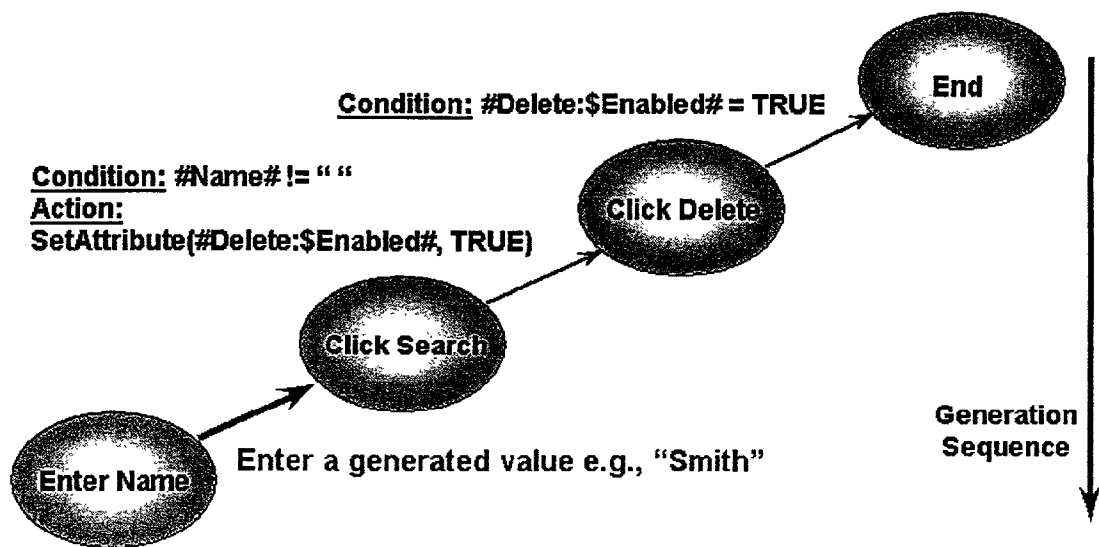 End
Condition: #Delete:$Enabled# = TRUE
Condition: #Name# != “ “
Action:
SetAttribute(#Delete:$Enabled#, TRUE)
Click Delete
Click Search
Generation
Sequence
Enter a generated value e.g., “Smith”
Enter Name